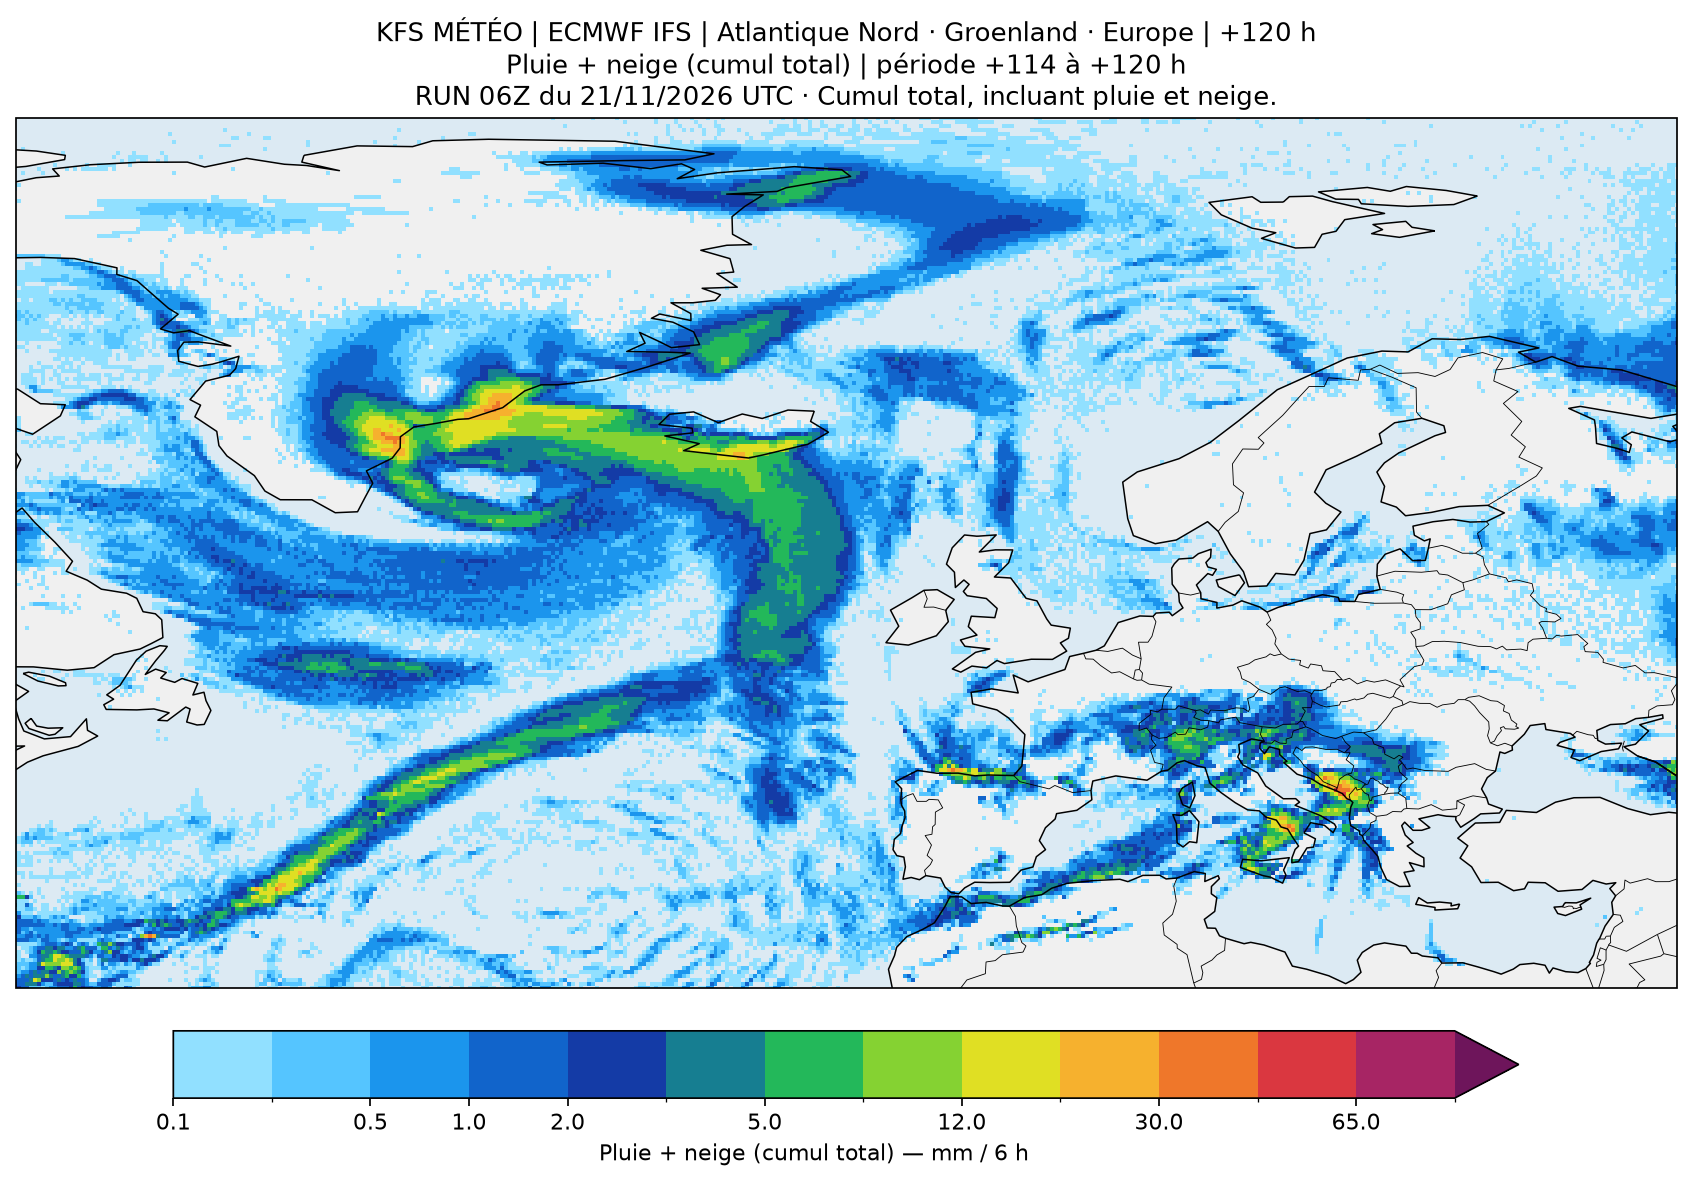 KFS MÉTÉO | ECMWF IFS | Atlantique Nord · Groenland · Europe | +120 h
Pluie + neige (cumul total) | période +114 à +120 h
RUN 06Z du 21/11/2026 UTC · Cumul total, incluant pluie et neige.
0.1 0.5 1.0 2.0 5.0 12.0 30.0 65.0
Pluie + neige (cumul total) — mm / 6 h